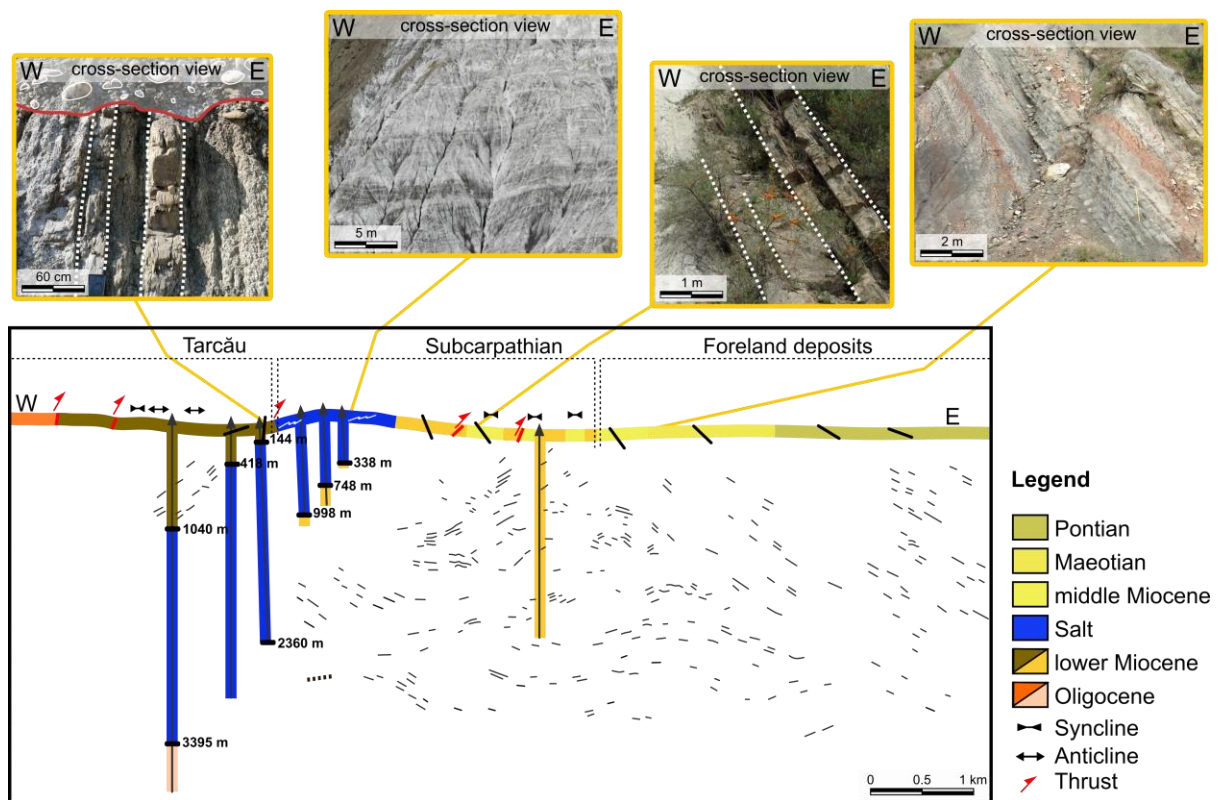 W cross-section view E
60 cm
W cross-section view E
5 m
W cross-section view E
1 m
W cross-section view E
2 m
Tarcău
Subcarpathian
Foreland deposits
W
E
144 m
418 m
338 m
748 m
998 m
1040 m
2360 m
3395 m
0 0.5 1 km
Legend
Pontian
Maeotian
middle Miocene
Salt
lower Miocene
Oligocene
Syncline
Anticline
Thrust